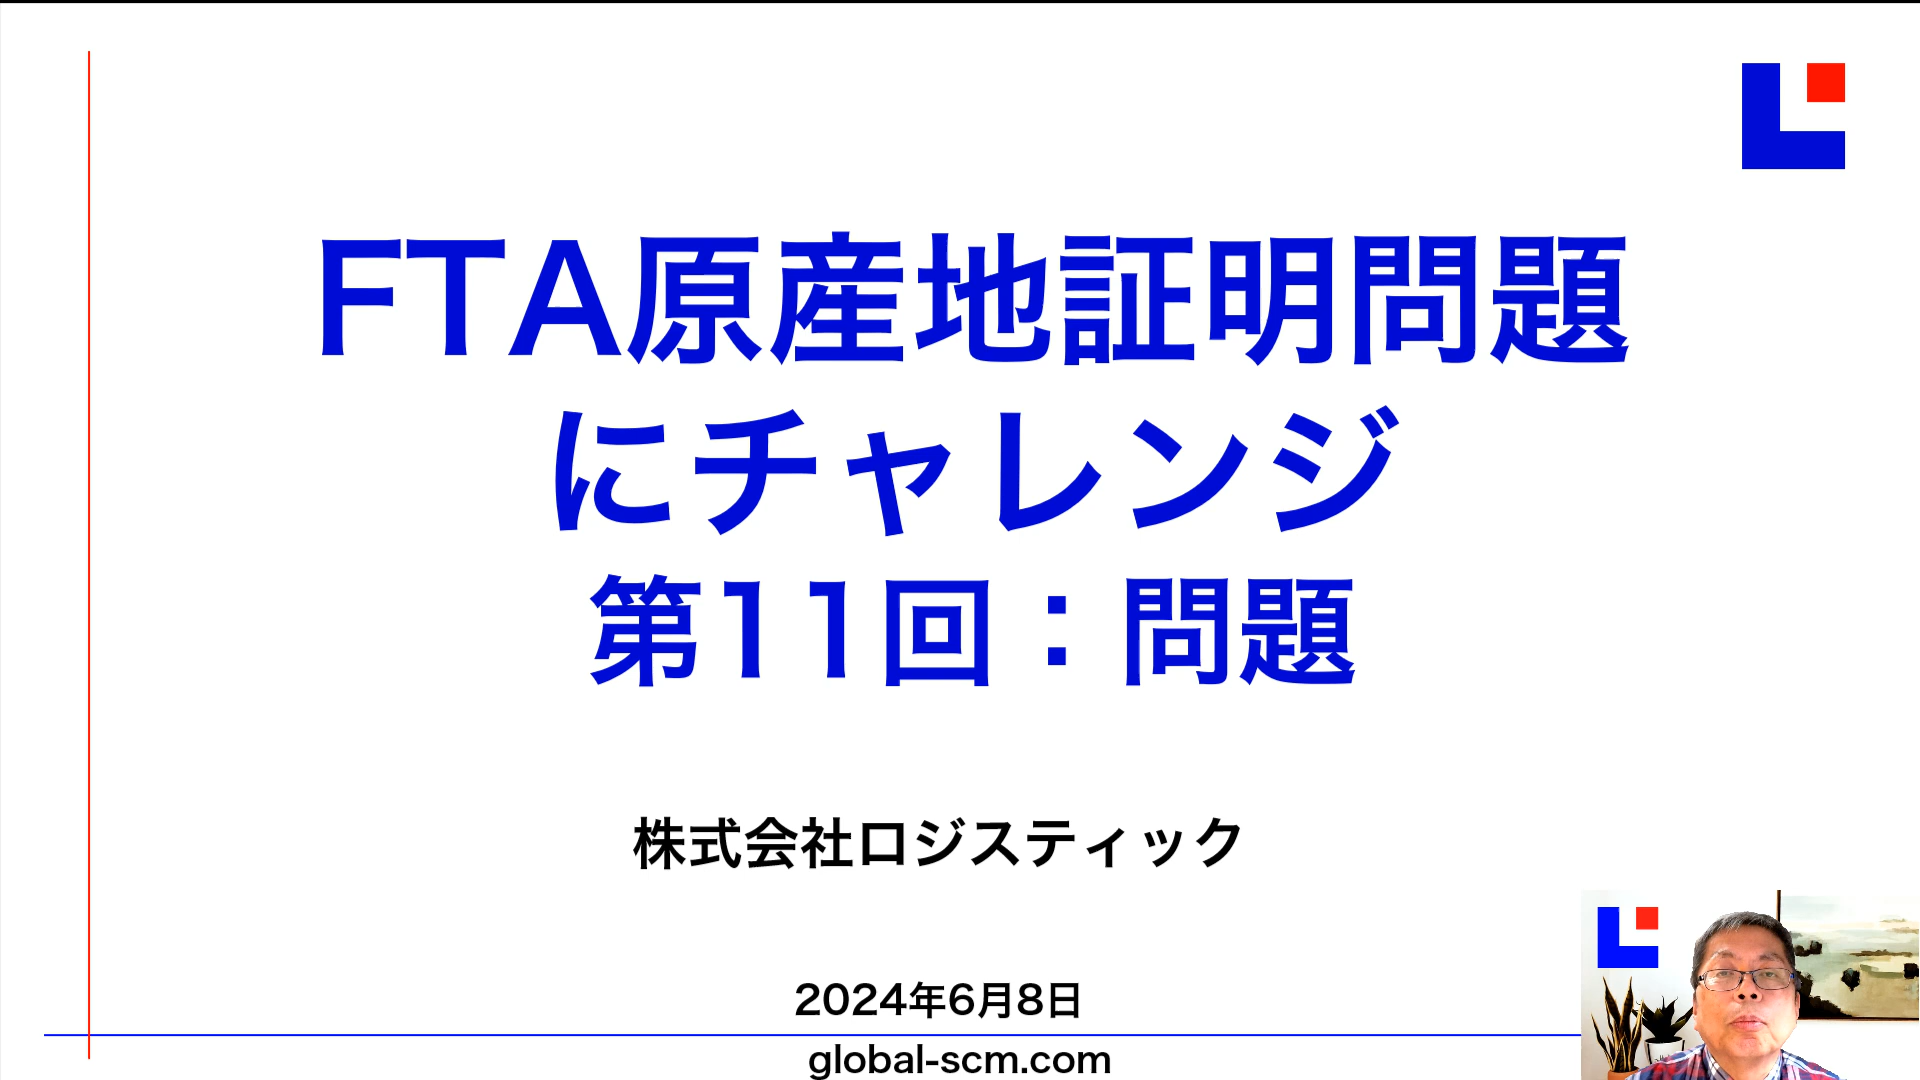 FTA原産地証明問題
にチャレンジ
第11回：問題
株式会社ロジスティック
2024年6月8日
global-scm.com